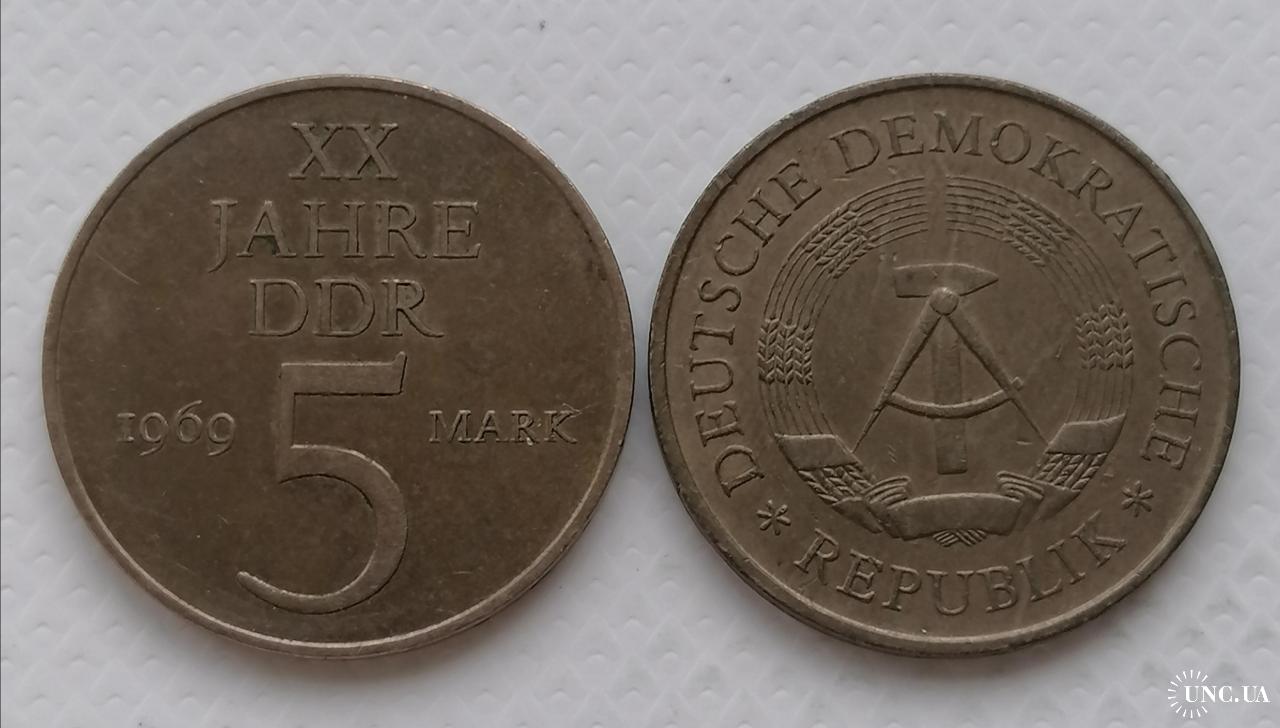 XX
JAHRE
DDR
5
1969 MARK
DEUTSCHE DEMOKRATISCHE
* REPUBLIK *
UNC.UA